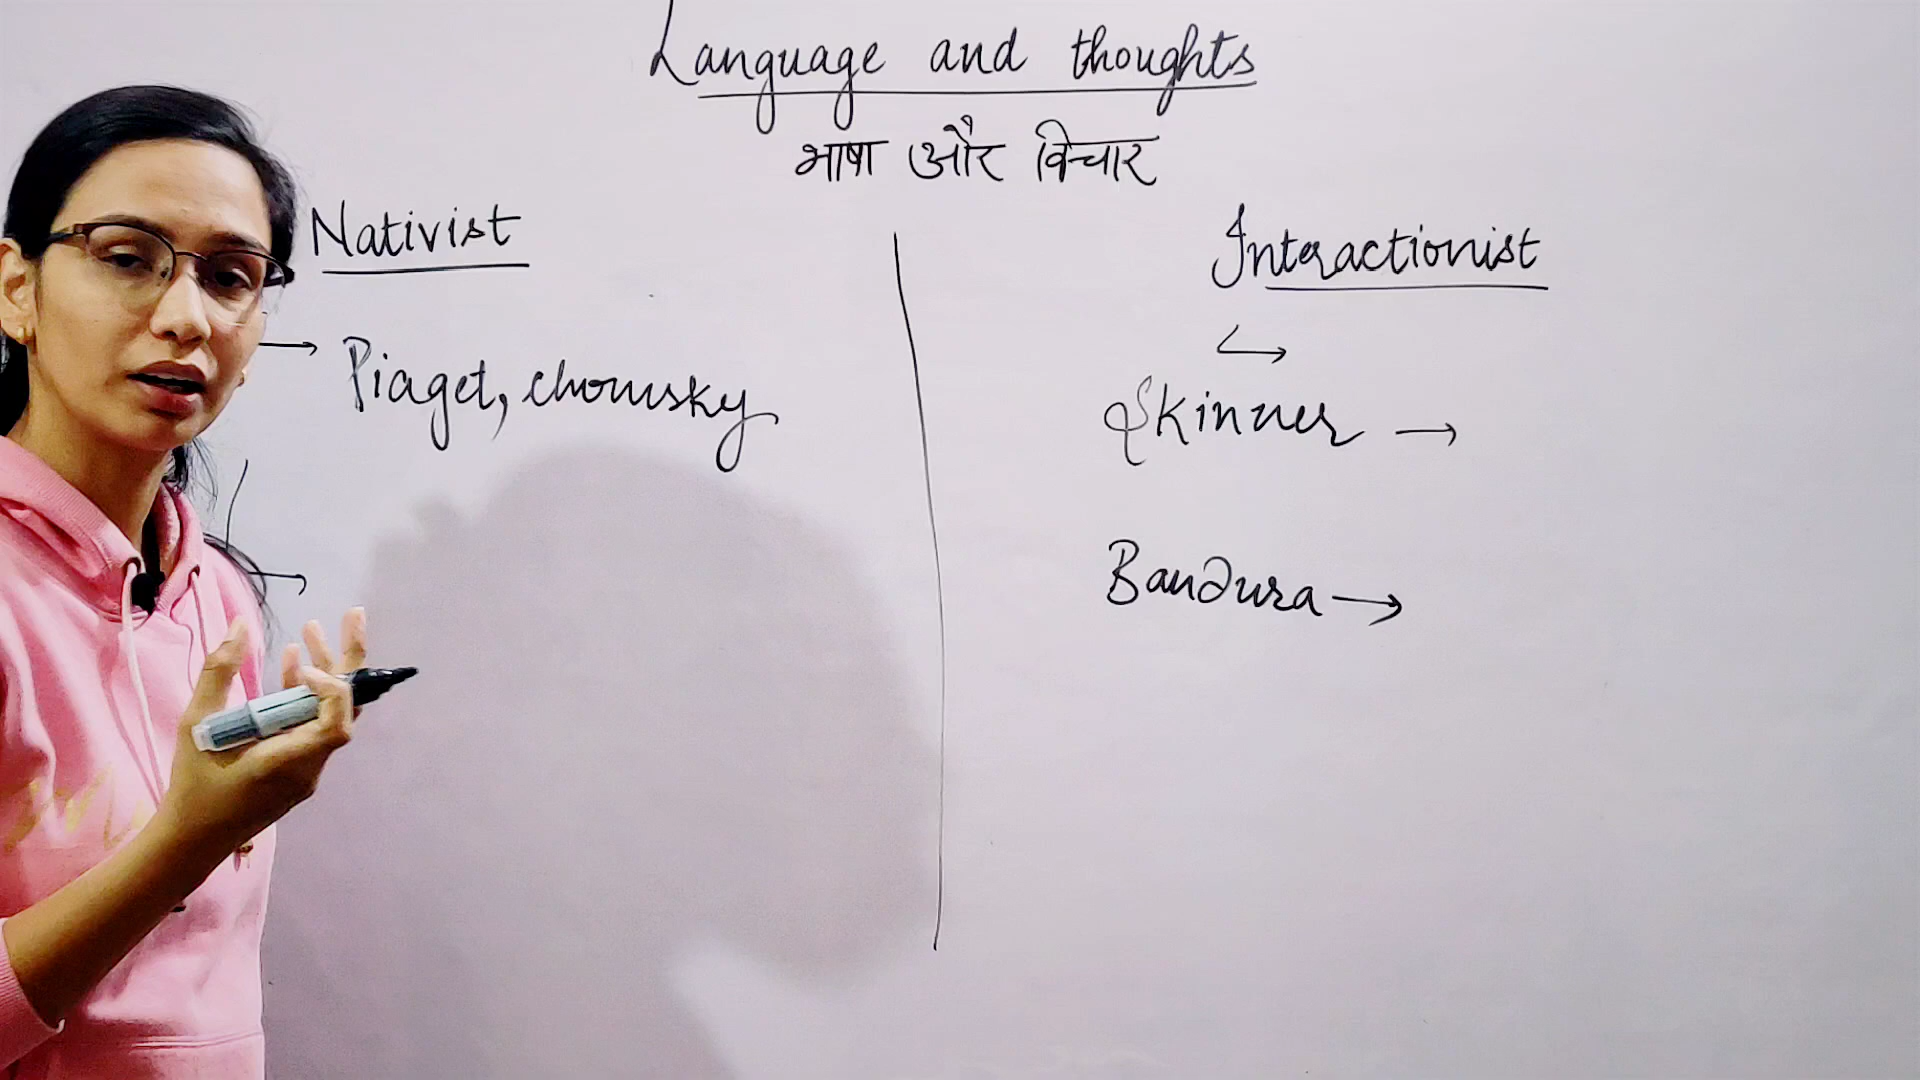 Language and thoughts
भाषा और विचार
Nativist
→ Piaget, chomsky
→
Interactionist
Skinner →
Bandura →